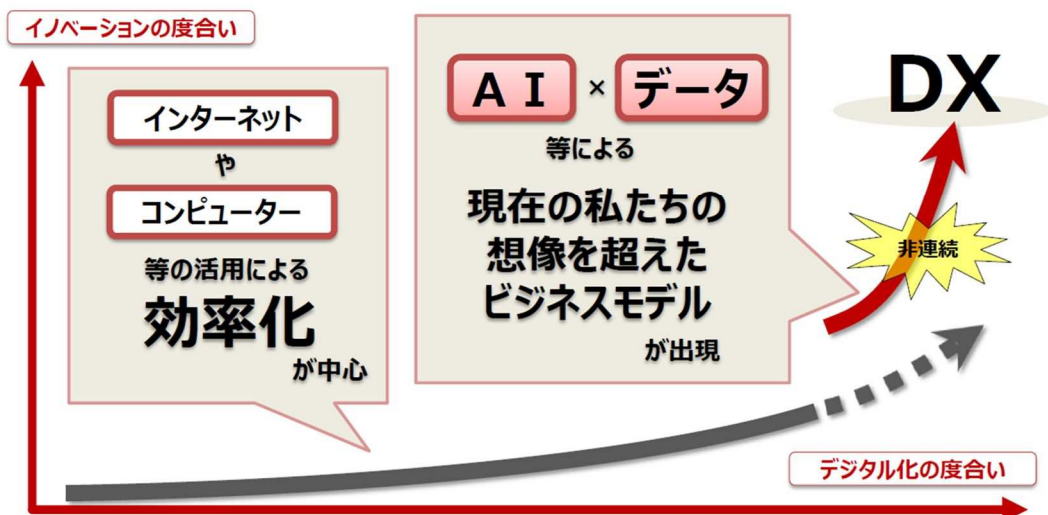 イノベーションの度合い
インターネット
や
コンピューター
等の活用による
効率化
が中心
AI × データ
等による
現在の私たちの
想像を超えた
ビジネスモデル
が出現
DX
非連続
デジタル化の度合い